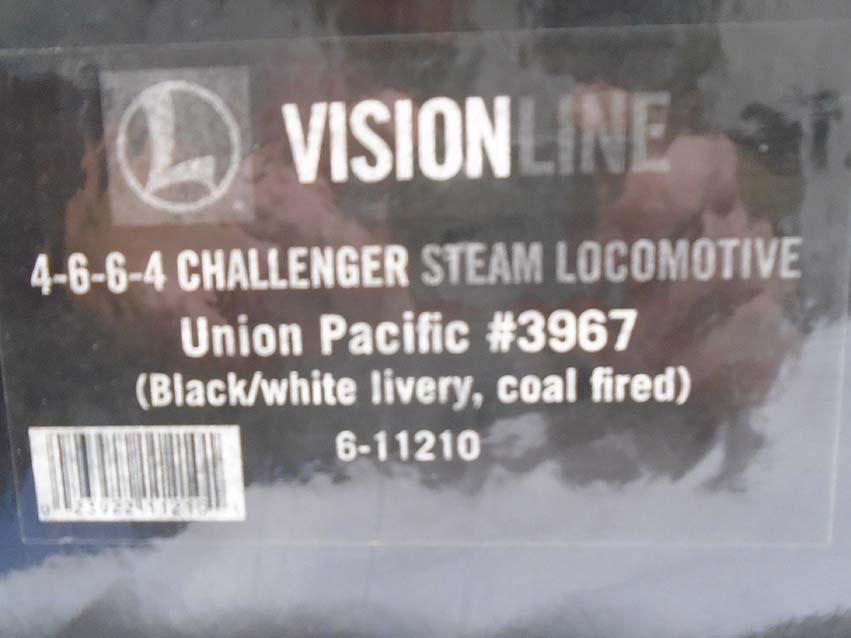 L VISIONLINE
4-6-6-4 CHALLENGER STEAM LOCOMOTIVE
Union Pacific #3967
(Black/white livery, coal fired)
6-11210